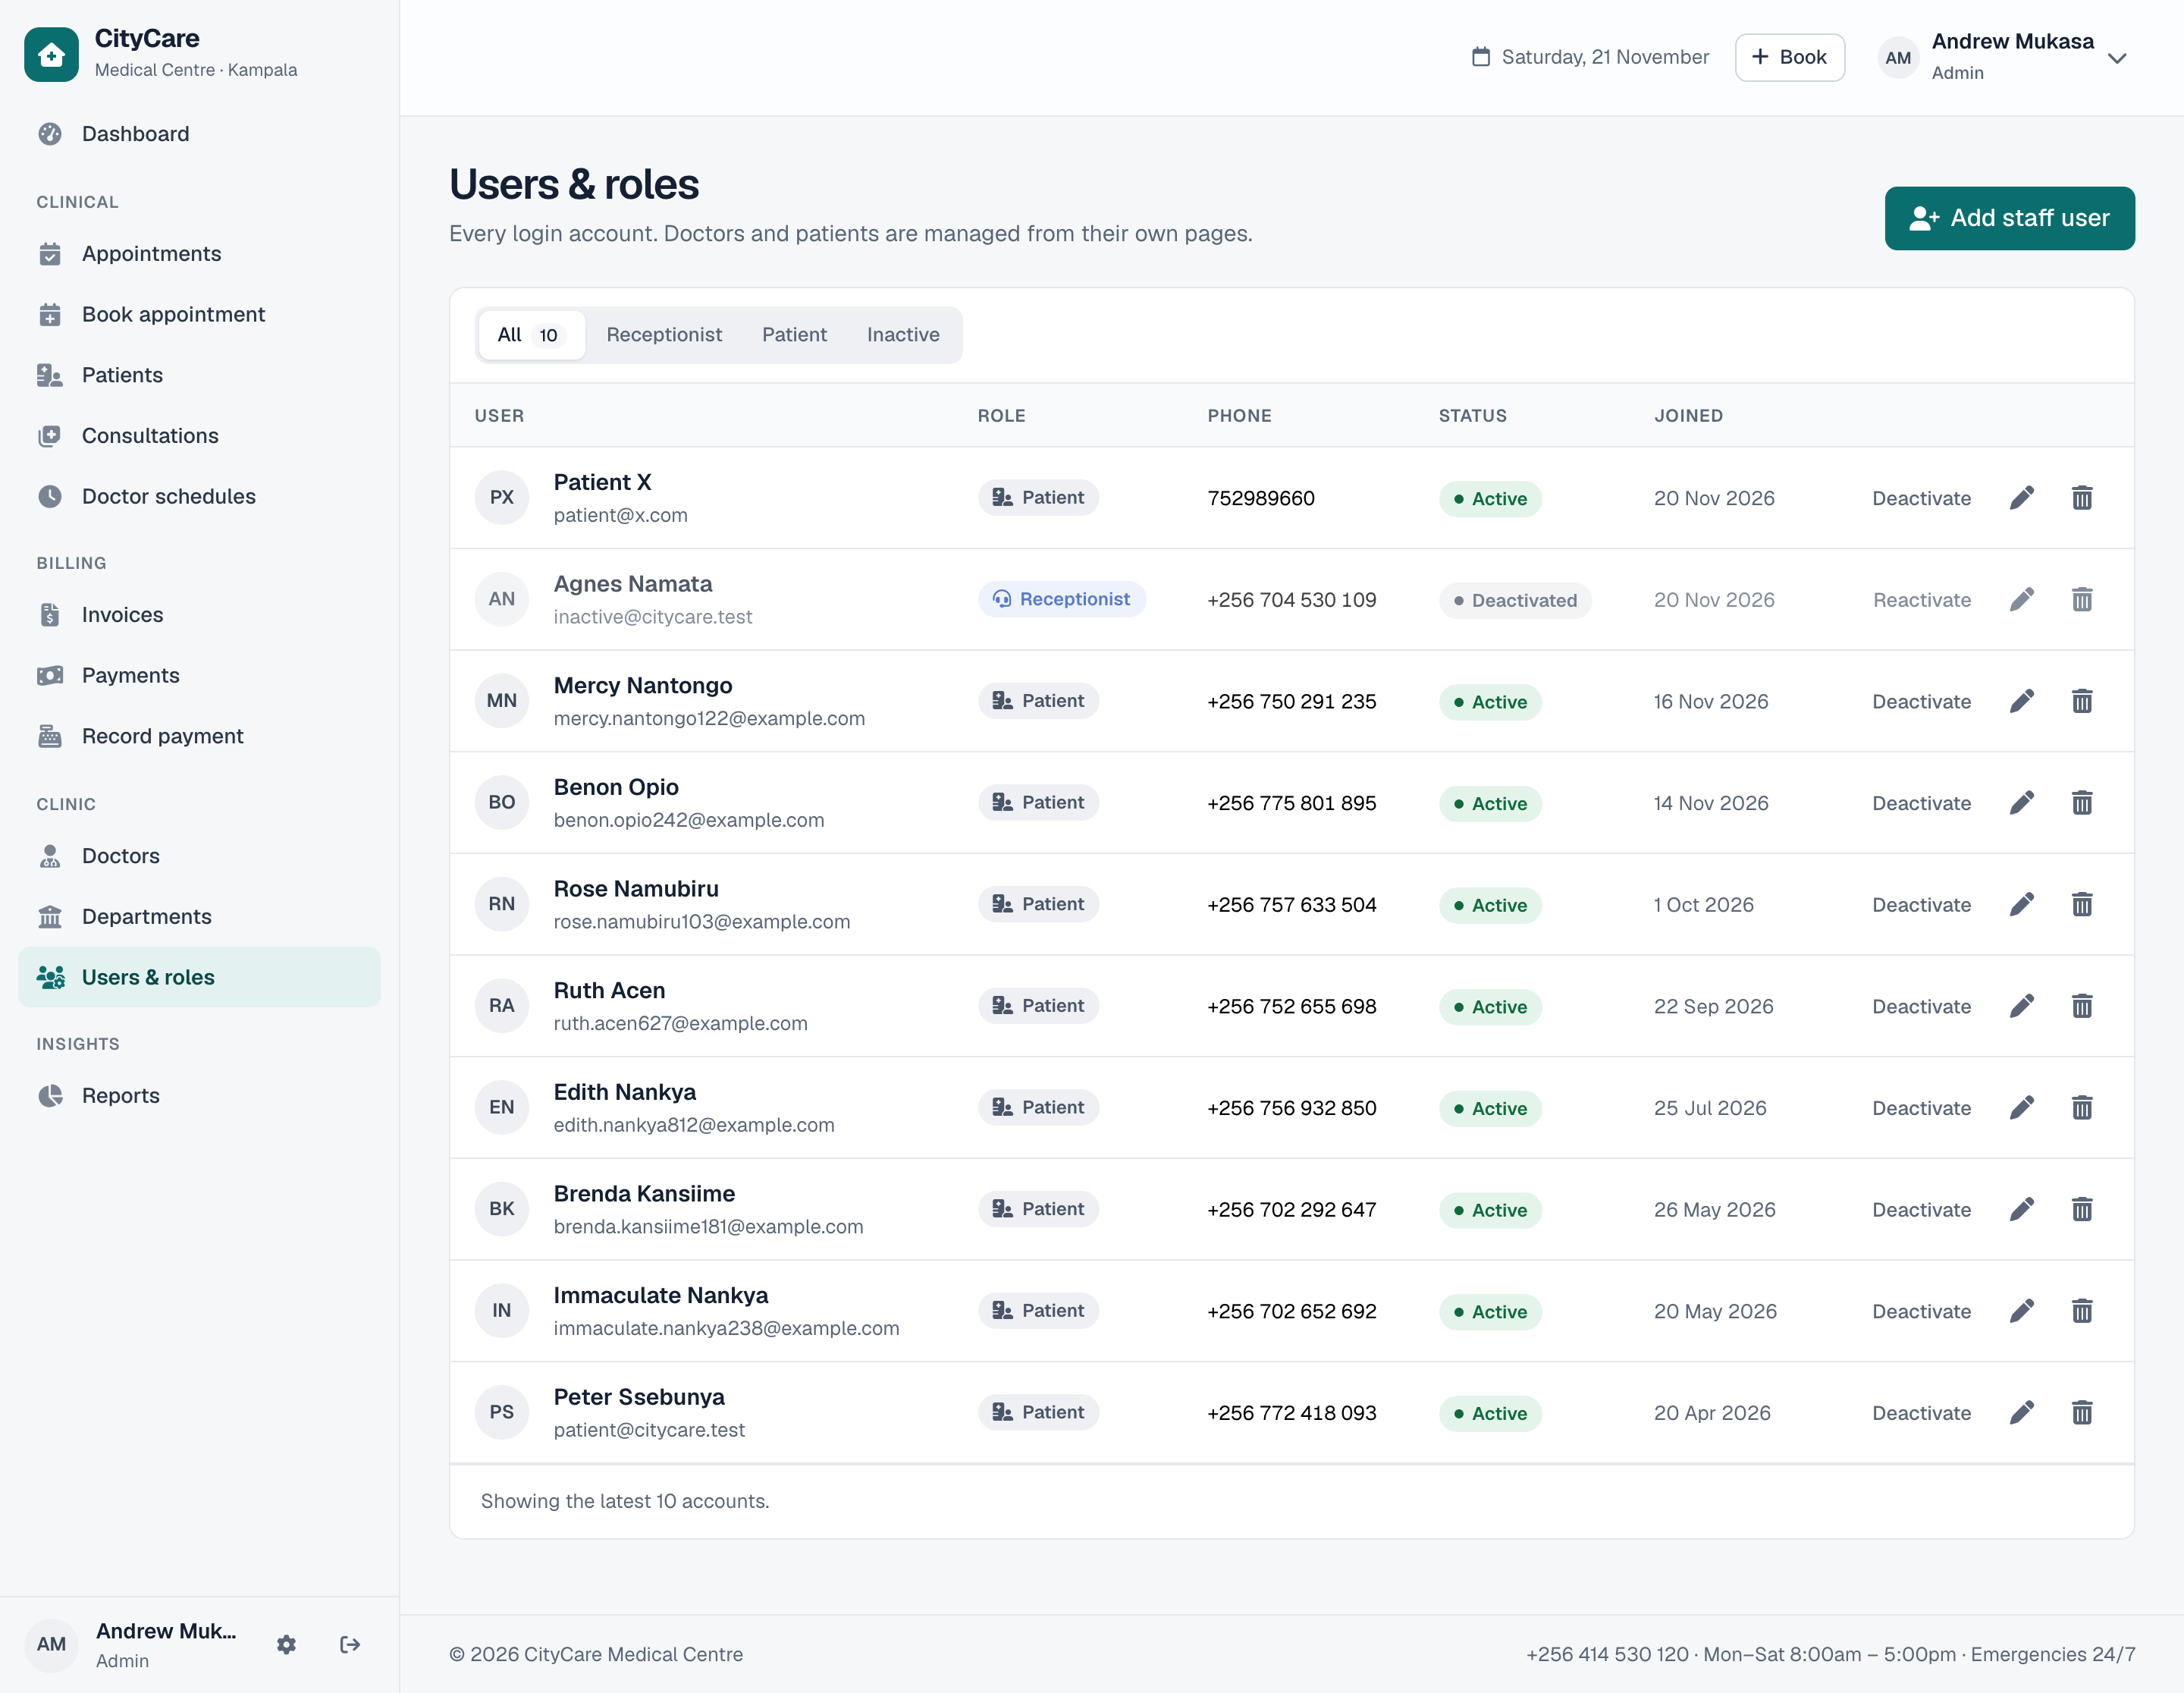 CityCare
Medical Centre · Kampala
Dashboard
CLINICAL
Appointments
Book appointment
Patients
Consultations
Doctor schedules
BILLING
Invoices
Payments
Record payment
CLINIC
Doctors
Departments
Users & roles
INSIGHTS
Reports
AM Andrew Muk...
Admin
Saturday, 21 November + Book AM Andrew Mukasa
Admin
Users & roles
Every login account. Doctors and patients are managed from their own pages.
Add staff user
All 10 Receptionist Patient Inactive
USER ROLE PHONE STATUS JOINED
PX Patient X Patient 752989660 Active 20 Nov 2026 Deactivate
patient@x.com
AN Agnes Namata Receptionist +256 704 530 109 Deactivated 20 Nov 2026 Reactivate
inactive@citycare.test
MN Mercy Nantongo Patient +256 750 291 235 Active 16 Nov 2026 Deactivate
mercy.nantongo122@example.com
BO Benon Opio Patient +256 775 801 895 Active 14 Nov 2026 Deactivate
benon.opio242@example.com
RN Rose Namubiru Patient +256 757 633 504 Active 1 Oct 2026 Deactivate
rose.namubiru103@example.com
RA Ruth Acen Patient +256 752 655 698 Active 22 Sep 2026 Deactivate
ruth.acen627@example.com
EN Edith Nankya Patient +256 756 932 850 Active 25 Jul 2026 Deactivate
edith.nankya812@example.com
BK Brenda Kansiime Patient +256 702 292 647 Active 26 May 2026 Deactivate
brenda.kansiime181@example.com
IN Immaculate Nankya Patient +256 702 652 692 Active 20 May 2026 Deactivate
immaculate.nankya238@example.com
PS Peter Ssebunya Patient +256 772 418 093 Active 20 Apr 2026 Deactivate
patient@citycare.test
Showing the latest 10 accounts.
© 2026 CityCare Medical Centre
+256 414 530 120 · Mon–Sat 8:00am – 5:00pm · Emergencies 24/7